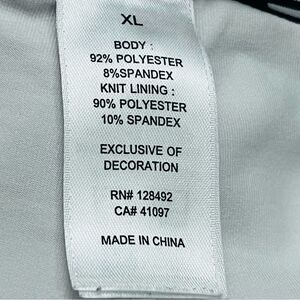 XL
BODY :
92% POLYESTER
8%SPANDEX
KNIT LINING :
90% POLYESTER
10% SPANDEX
EXCLUSIVE OF
DECORATION
RN# 128492
CA# 41097
MADE IN CHINA